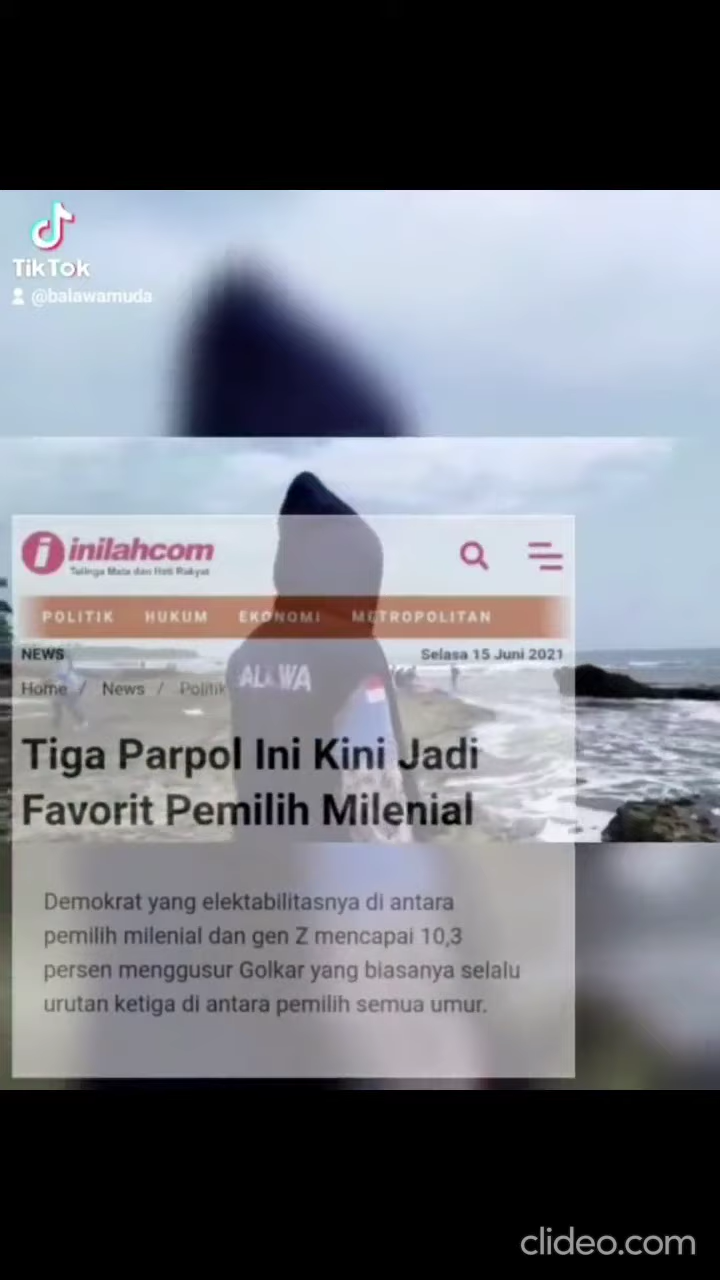 TikTok
@balawamuda
inilahcom
Telinga Mata dan Hati Rakyat
POLITIK HUKUM EKONOMI METROPOLITAN
NEWS Selasa 15 Juni 2021
Home / News / Politik
ALAWA
Tiga Parpol Ini Kini Jadi
Favorit Pemilih Milenial
Demokrat yang elektabilitasnya di antara
pemilih milenial dan gen Z mencapai 10,3
persen menggusur Golkar yang biasanya selalu
urutan ketiga di antara pemilih semua umur.
clideo.com